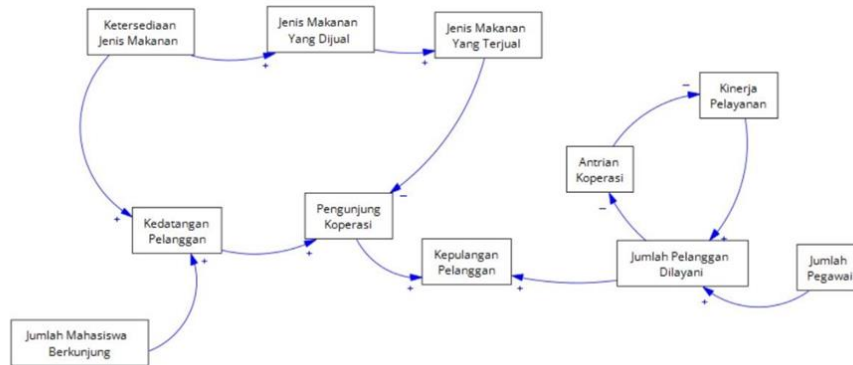 Ketersediaan
Jenis Makanan
Jenis Makanan
Yang Dijual
Jenis Makanan
Yang Terjual
+
+
Kinerja
Pelayanan
−
Antrian
Koperasi
−
+
Kedatangan
Pelanggan
+
+
Pengunjung
Koperasi
−
+
Kepulangan
Pelanggan
+
+
Jumlah Pelanggan
Dilayani
+
Jumlah
Pegawai
Jumlah Mahasiswa
Berkunjung